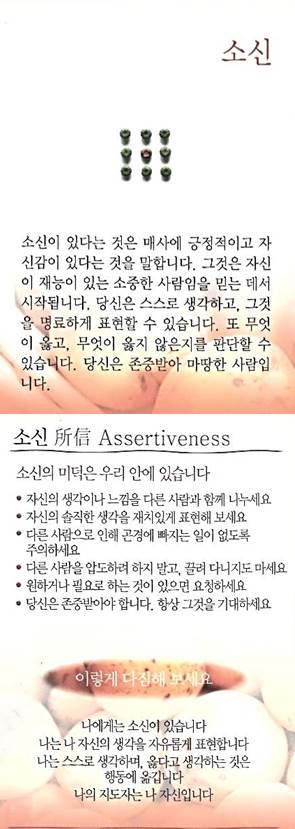 소신
소신이 있다는 것은 매사에 긍정적이고 자
신감이 있다는 것을 말합니다. 그것은 자신
이 재능이 있는 소중한 사람임을 믿는 데서
시작됩니다. 당신은 스스로 생각하고, 그것
을 명료하게 표현할 수 있습니다. 또 무엇
이 옳고, 무엇이 옳지 않은지를 판단할 수
있습니다. 당신은 존중받아 마땅한 사람입
니다.
소신 所信 Assertiveness
소신의 미덕은 우리 안에 있습니다
• 자신의 생각이나 느낌을 다른 사람과 함께 나누세요
• 자신의 솔직한 생각을 재치있게 표현해 보세요
• 다른 사람으로 인해 곤경에 빠지는 일이 없도록
주의하세요
• 다른 사람을 압도하려 하지 말고, 끌려 다니지도 마세요
• 원하거나 필요로 하는 것이 있으면 요청하세요
• 당신은 존중받아야 합니다. 항상 그것을 기대하세요
이렇게 다짐해 보세요
나에게는 소신이 있습니다
나는 나 자신의 생각을 자유롭게 표현합니다
나는 스스로 생각하며, 옳다고 생각하는 것은
행동에 옮깁니다
나의 지도자는 나 자신입니다